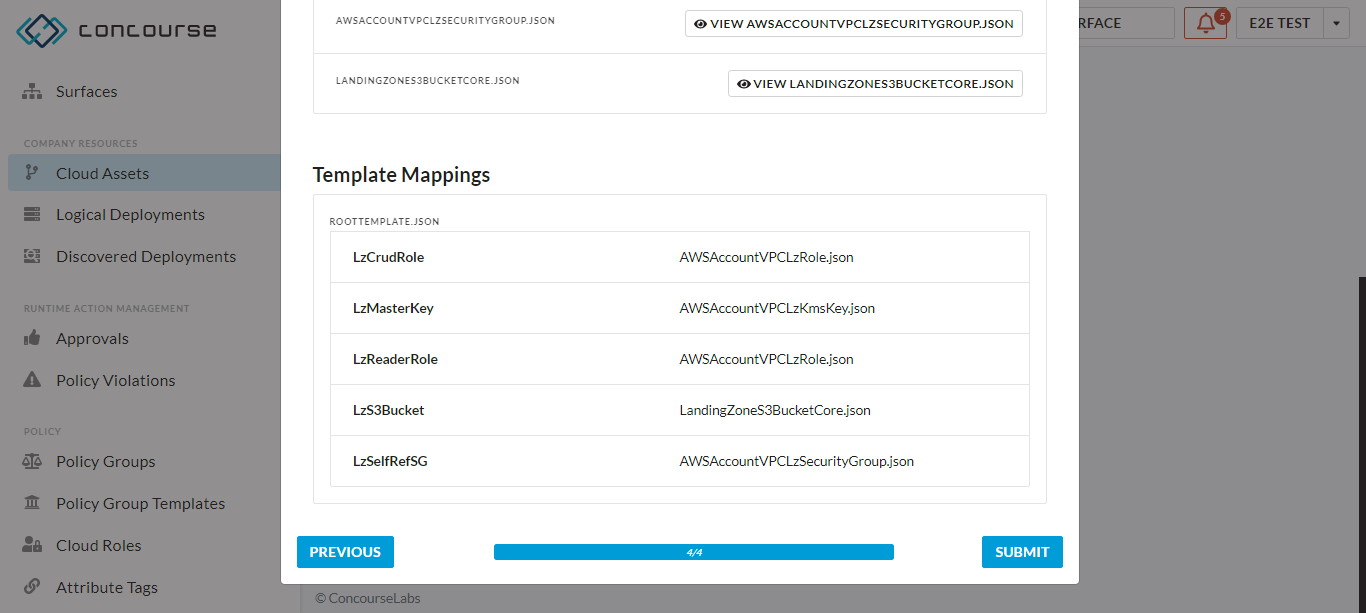 concourse
Surfaces
COMPANY RESOURCES
Cloud Assets
Logical Deployments
Discovered Deployments
RUNTIME ACTION MANAGEMENT
Approvals
Policy Violations
POLICY
Policy Groups
Policy Group Templates
Cloud Roles
Attribute Tags
RFACE
5
E2E TEST
AWSACCOUNTVPCLZSECURITYGROUP.JSON
VIEW AWSACCOUNTVPCLZSECURITYGROUP.JSON
LANDINGZONES3BUCKETCORE.JSON
VIEW LANDINGZONES3BUCKETCORE.JSON
Template Mappings
ROOTTEMPLATE.JSON
LzCrudRole AWSAccountVPCLzRole.json
LzMasterKey AWSAccountVPCLzKmsKey.json
LzReaderRole AWSAccountVPCLzRole.json
LzS3Bucket LandingZoneS3BucketCore.json
LzSelfRefSG AWSAccountVPCLzSecurityGroup.json
PREVIOUS
4/4
SUBMIT
© ConcourseLabs